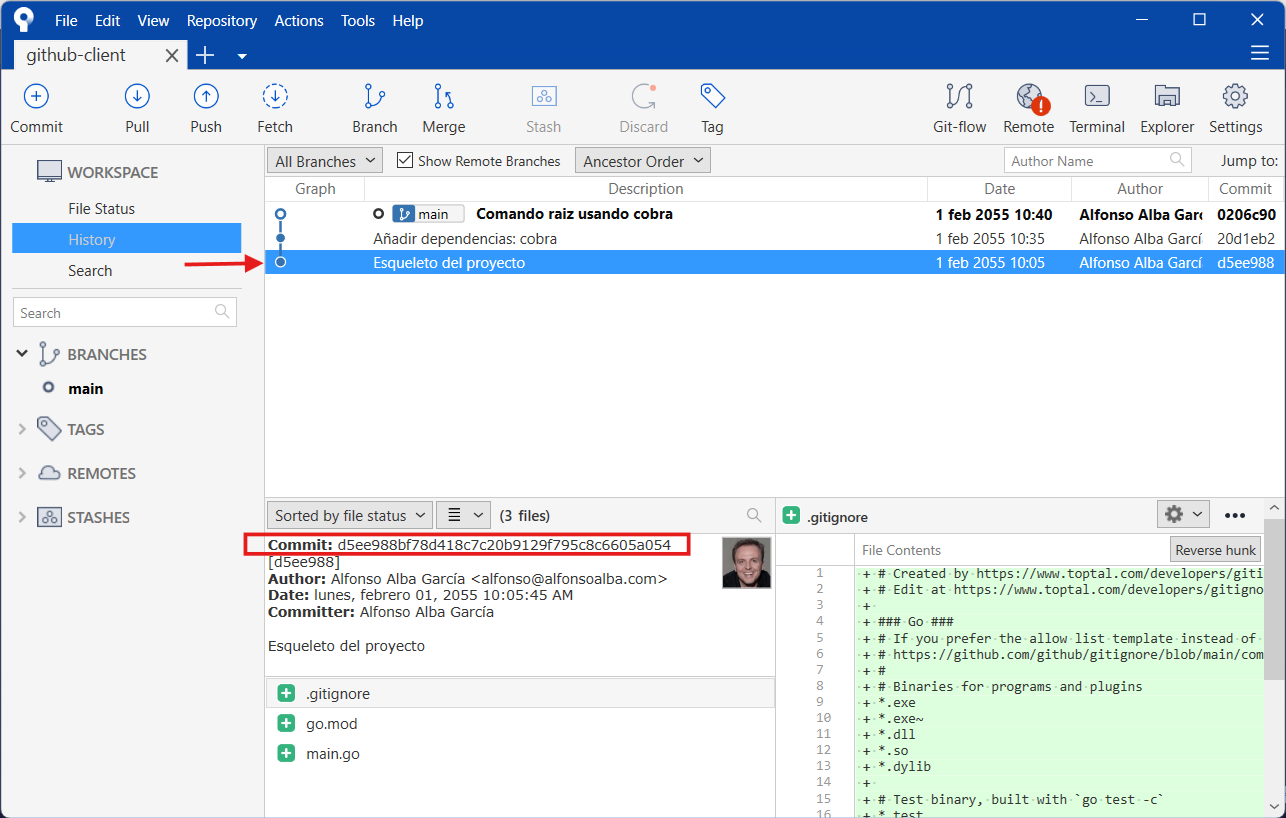 File Edit View Repository Actions Tools Help
github-client
Commit Pull Push Fetch Branch Merge Stash Discard Tag Git-flow Remote Terminal Explorer Settings
WORKSPACE
File Status
History
Search
Search
BRANCHES
main
TAGS
REMOTES
STASHES
All Branches Show Remote Branches Ancestor Order Author Name Jump to:
Graph Description Date Author Commit
main Comando raiz usando cobra 1 feb 2055 10:40 Alfonso Alba Garc 0206c90
Añadir dependencias: cobra 1 feb 2055 10:35 Alfonso Alba Garcí 20d1eb2
Esqueleto del proyecto 1 feb 2055 10:05 Alfonso Alba Garcí d5ee988
Sorted by file status (3 files)
Commit: d5ee988bf78d418c7c20b9129f795c8c6605a054
[d5ee988]
Author: Alfonso Alba García <alfonso@alfonsoalba.com>
Date: lunes, febrero 01, 2055 10:05:45 AM
Committer: Alfonso Alba García
Esqueleto del proyecto
.gitignore
go.mod
main.go
.gitignore
File Contents Reverse hunk
1 + # Created by https://www.toptal.com/developers/giti
2 + # Edit at https://www.toptal.com/developers/gitigno
3 +
4 + ### Go ###
5 + # If you prefer the allow list template instead of
6 + # https://github.com/github/gitignore/blob/main/com
7 + #
8 + # Binaries for programs and plugins
9 + *.exe
10 + *.exe~
11 + *.dll
12 + *.so
13 + *.dylib
14 +
15 + # Test binary, built with `go test -c`
16 + *.test